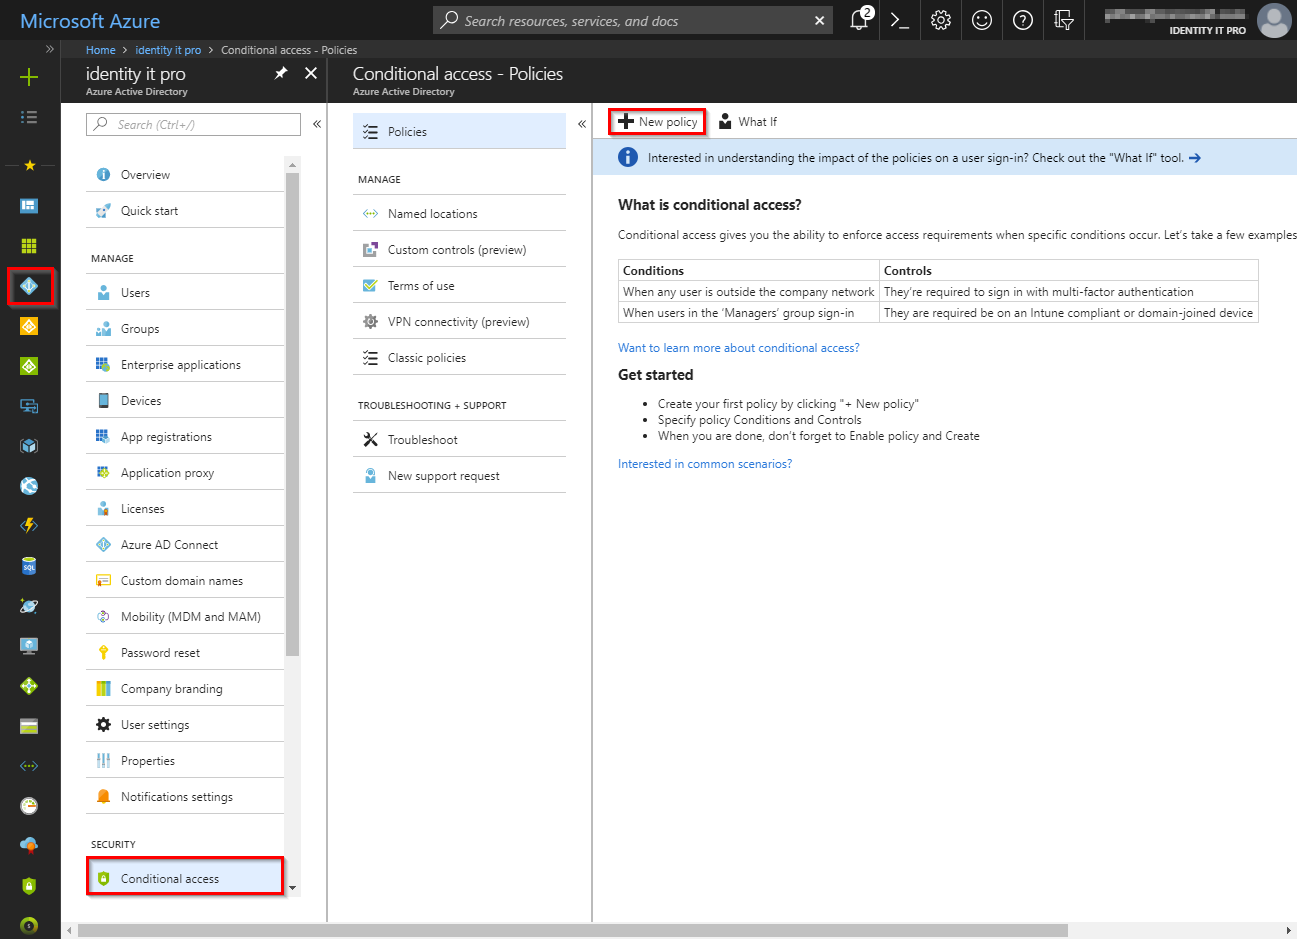 Microsoft Azure
Search resources, services, and docs
2
IDENTITY IT PRO
Home > identity it pro > Conditional access - Policies
identity it pro
Azure Active Directory
Search (Ctrl+/)
Overview
Quick start
MANAGE
Users
Groups
Enterprise applications
Devices
App registrations
Application proxy
Licenses
Azure AD Connect
Custom domain names
Mobility (MDM and MAM)
Password reset
Company branding
User settings
Properties
Notifications settings
SECURITY
Conditional access
Conditional access - Policies
Azure Active Directory
Policies
MANAGE
Named locations
Custom controls (preview)
Terms of use
VPN connectivity (preview)
Classic policies
TROUBLESHOOTING + SUPPORT
Troubleshoot
New support request
New policy
What If
Interested in understanding the impact of the policies on a user sign-in? Check out the "What If" tool.
What is conditional access?
Conditional access gives you the ability to enforce access requirements when specific conditions occur. Let's take a few examples
Conditions Controls
When any user is outside the company network They're required to sign in with multi-factor authentication
When users in the 'Managers' group sign-in They are required be on an Intune compliant or domain-joined device
Want to learn more about conditional access?
Get started
Create your first policy by clicking "+ New policy"
Specify policy Conditions and Controls
When you are done, don't forget to Enable policy and Create
Interested in common scenarios?
SQL